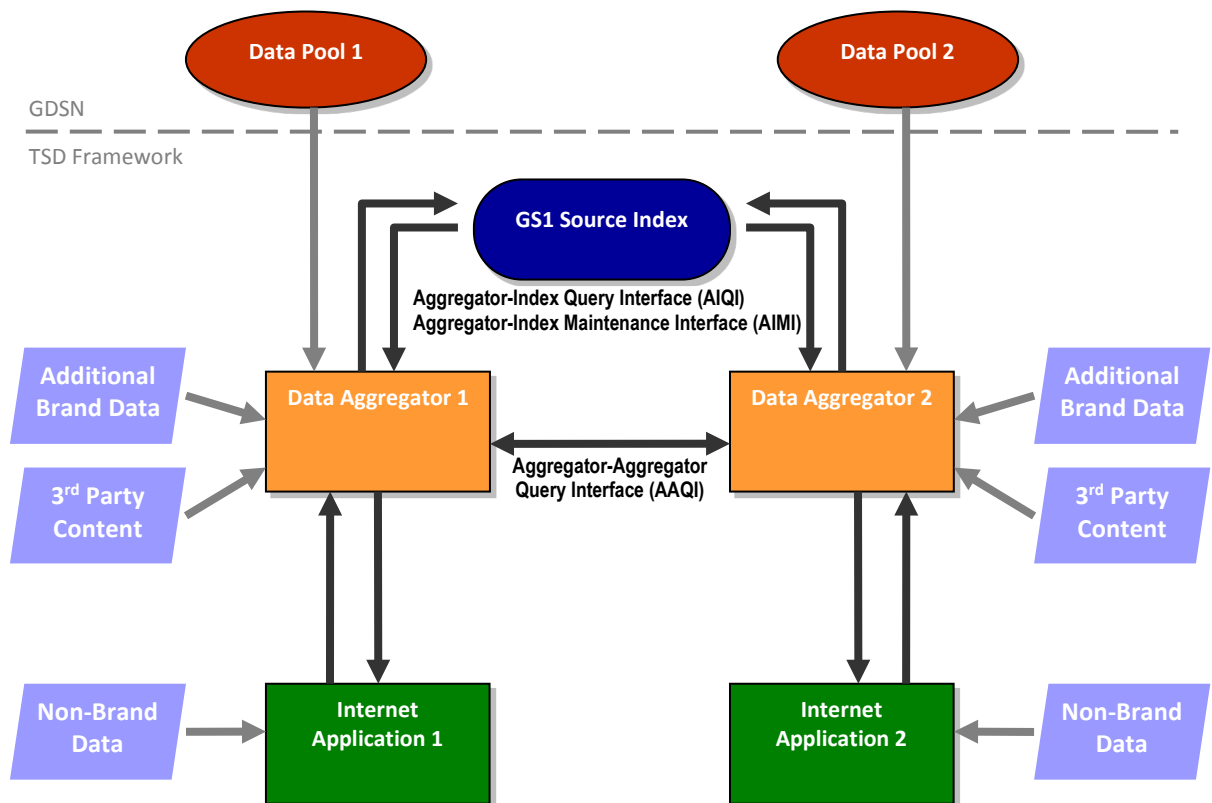 Data Pool 1
Data Pool 2
GDSN
TSD Framework
GS1 Source Index
Aggregator-Index Query Interface (AIQI)
Aggregator-Index Maintenance Interface (AIMI)
Additional
Brand Data
Data Aggregator 1
Data Aggregator 2
Additional
Brand Data
Aggregator-Aggregator
Query Interface (AAQI)
3rd Party
Content
3rd Party
Content
Non-Brand
Data
Internet
Application 1
Internet
Application 2
Non-Brand
Data